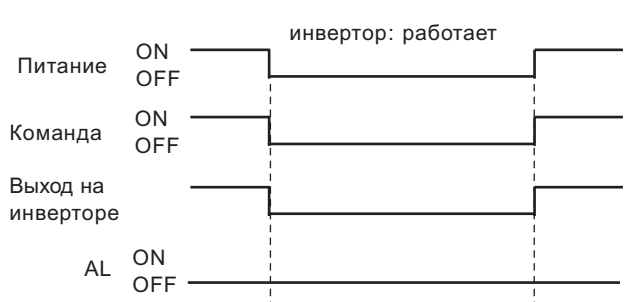 инвертор: работает
Питание ON
OFF
Команда ON
OFF
Выход на
инверторе
AL ON
OFF